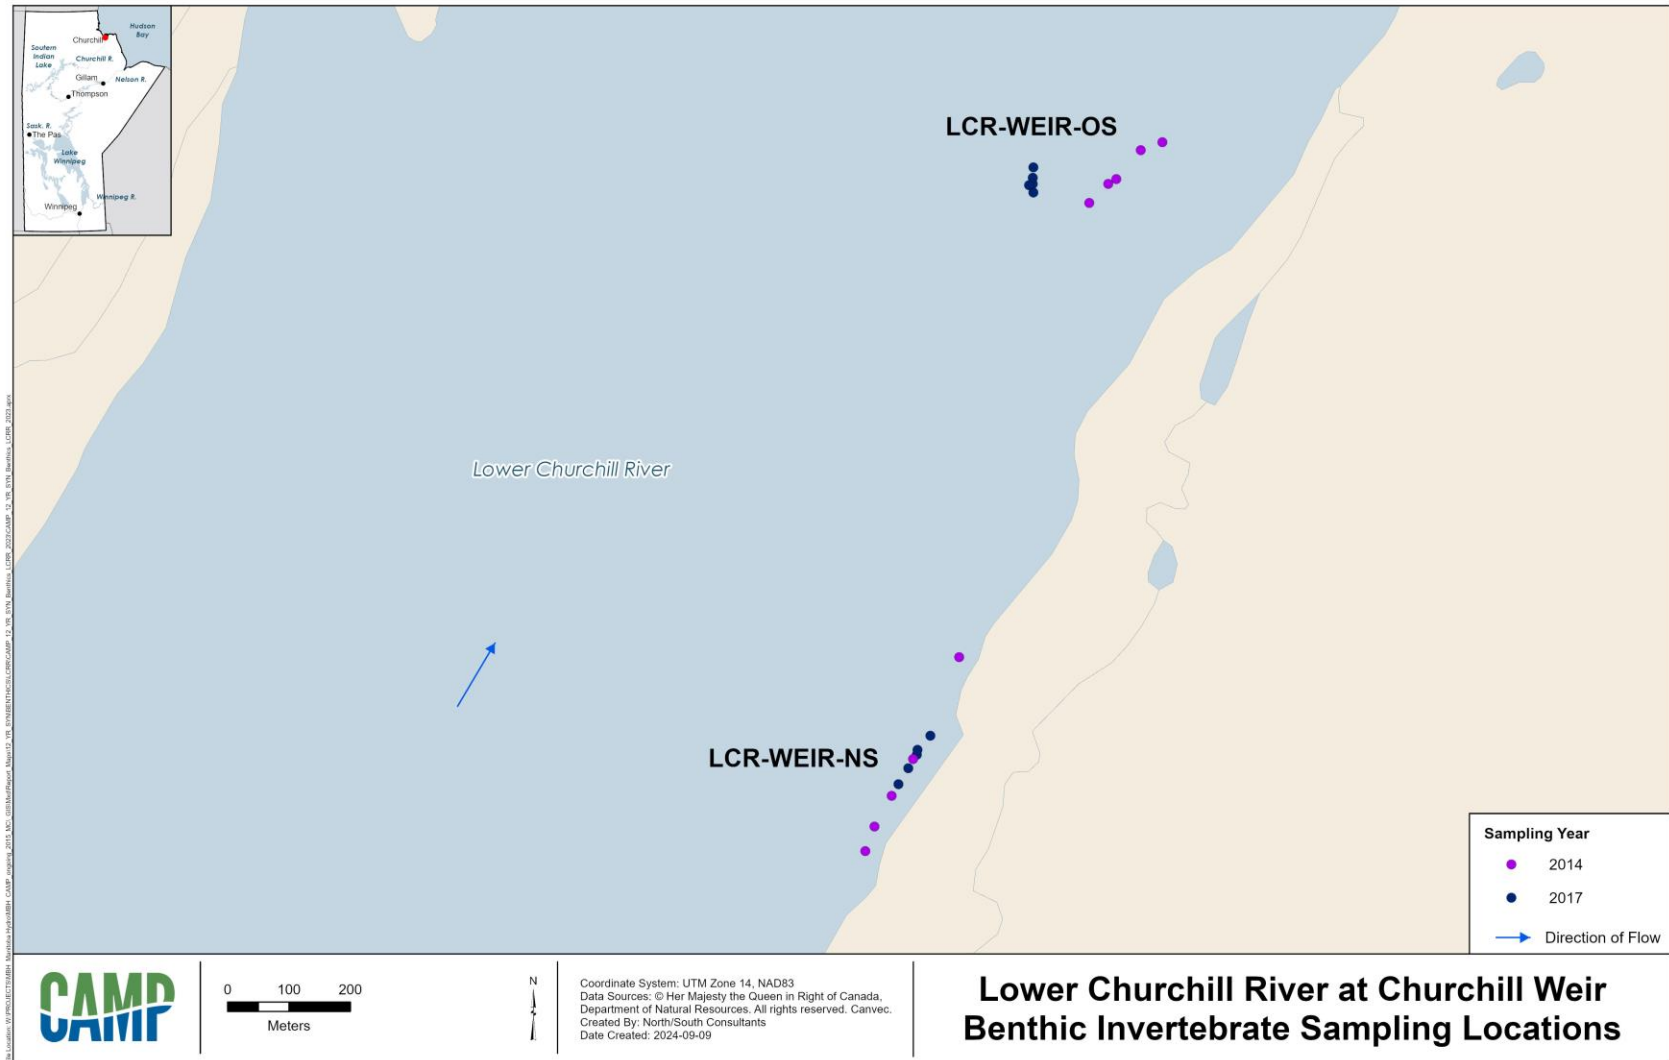 Hudson
Bay
Churchill
Soutern
Indian
Lake
Churchill R.
Gillam
Nelson R.
Thompson
Sask. R.
The Pas
Lake
Winnipeg
Winnipeg R.
Winnipeg
LCR-WEIR-OS
Lower Churchill River
LCR-WEIR-NS
Sampling Year
2014
2017
Direction of Flow
CAMP
0 100 200
Meters
N
Coordinate System: UTM Zone 14, NAD83
Data Sources: © Her Majesty the Queen in Right of Canada,
Department of Natural Resources. All rights reserved. Canvec.
Created By: North/South Consultants
Date Created: 2024-09-09
Lower Churchill River at Churchill Weir
Benthic Invertebrate Sampling Locations